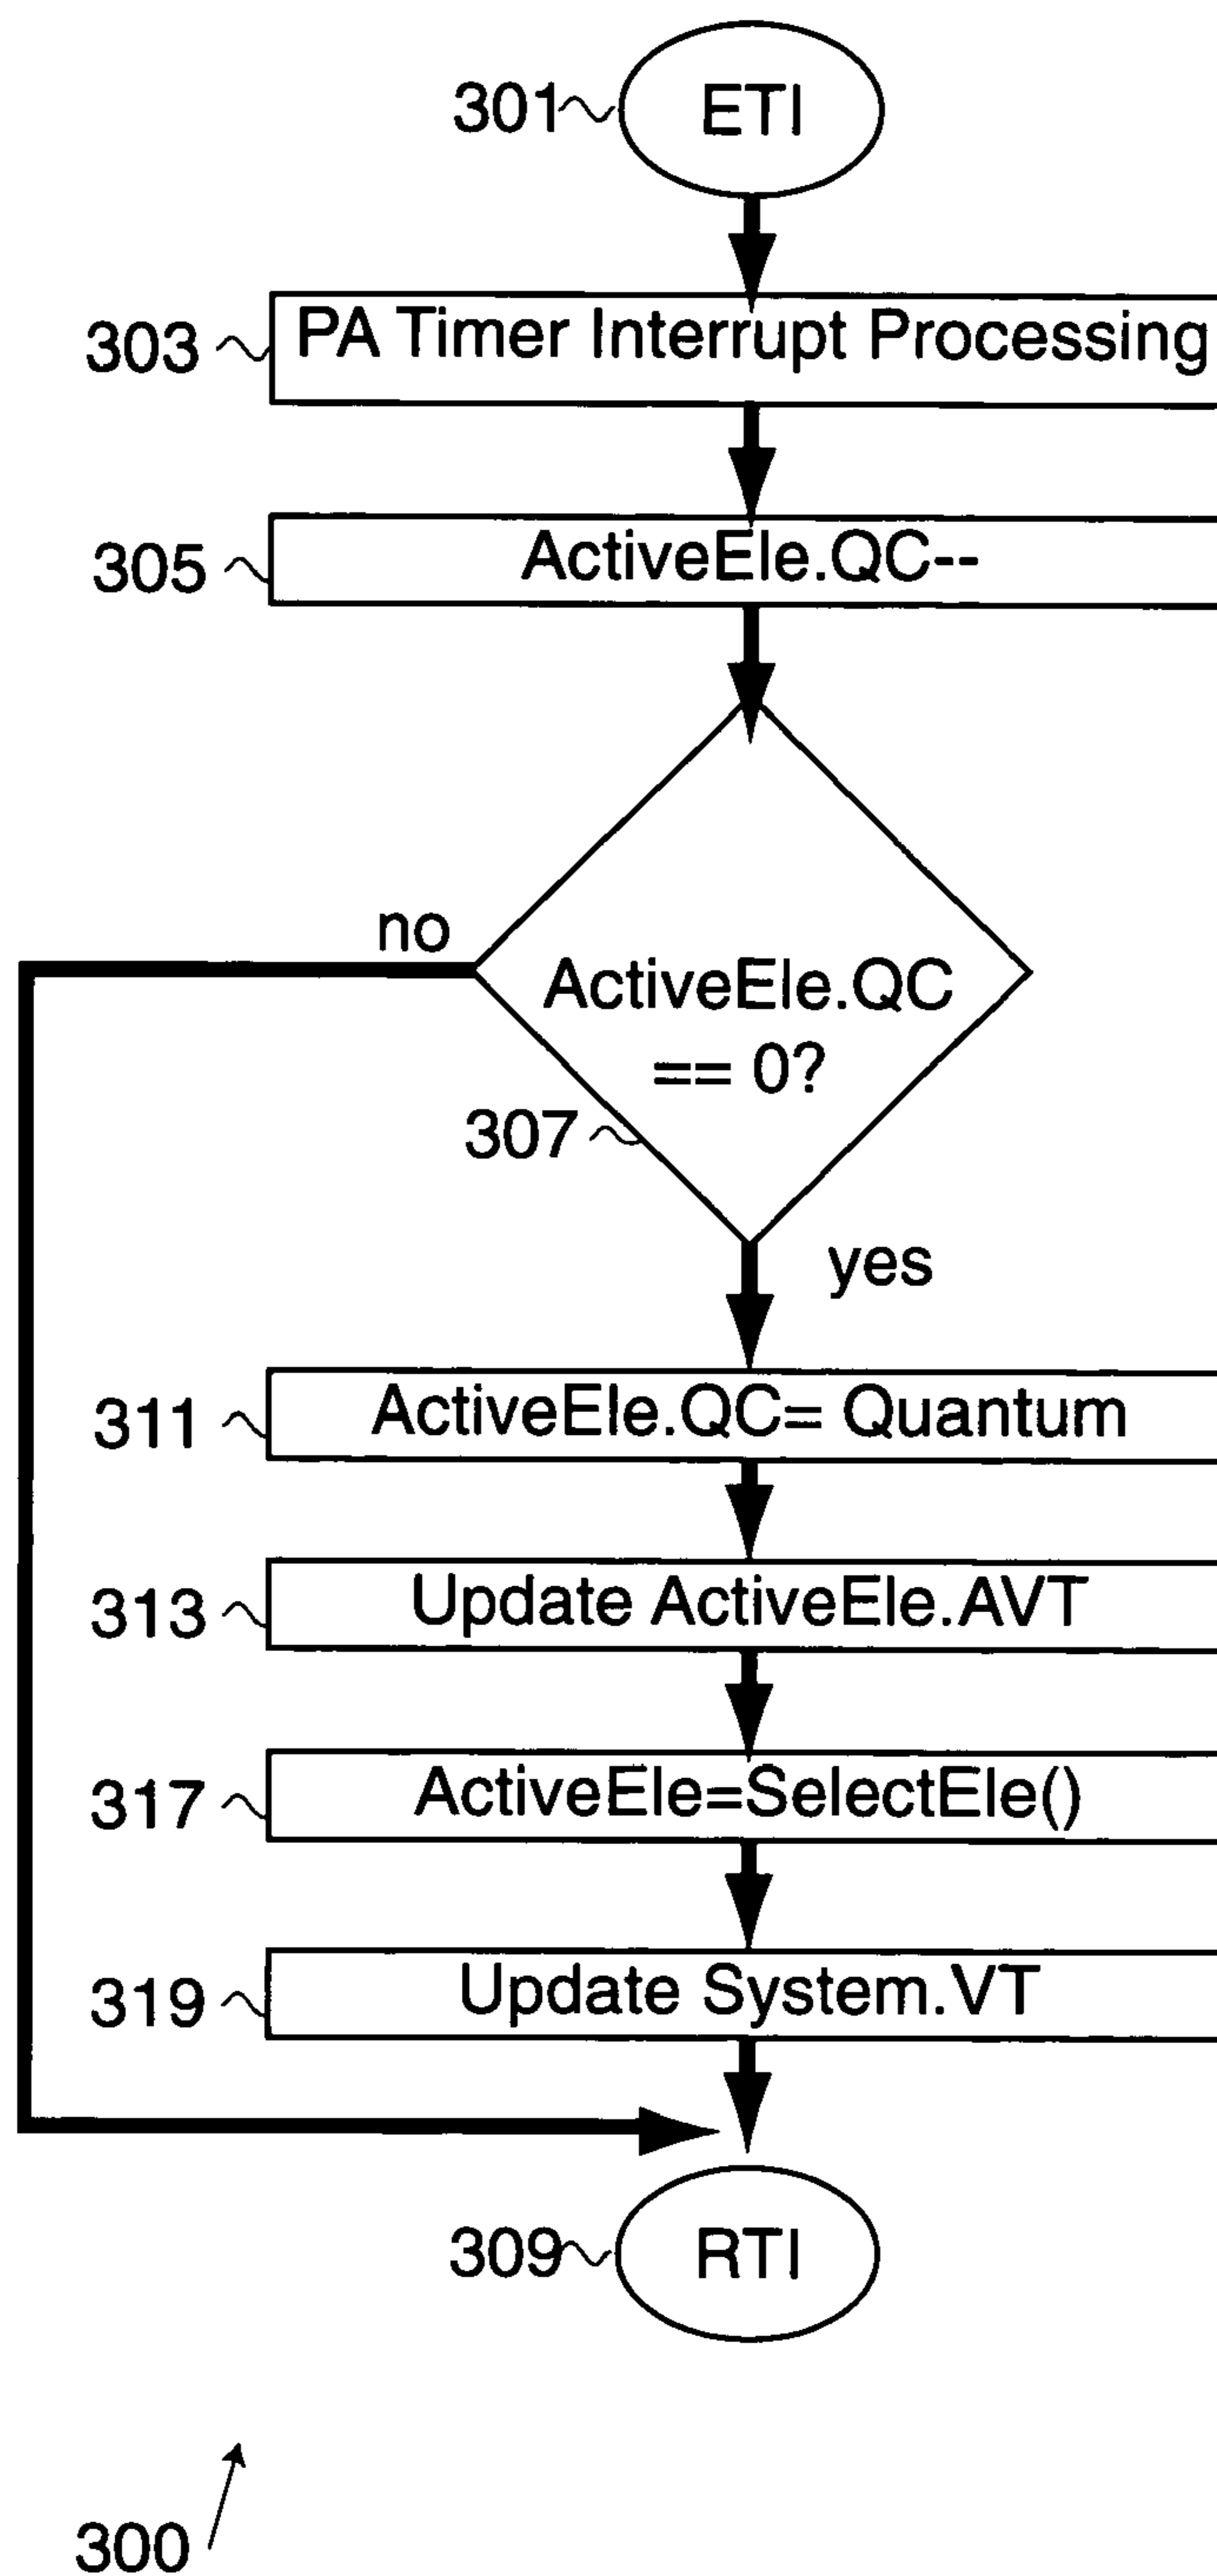 301 ETI
303 PA Timer Interrupt Processing
305 ActiveEle.QC--
no
ActiveEle.QC
== 0?
307
yes
311 ActiveEle.QC= Quantum
313 Update ActiveEle.AVT
317 ActiveEle=SelectEle()
319 Update System.VT
309 RTI
300